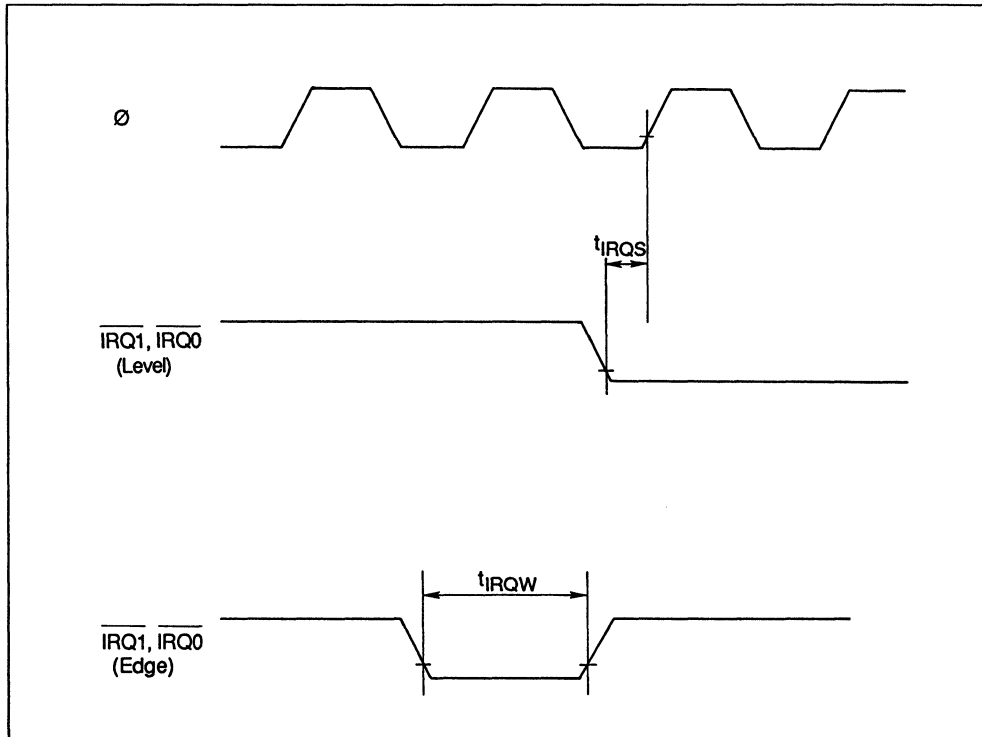 Ø
tIRQS
IRQ1, IRQ0
(Level)
tIRQW
IRQ1, IRQ0
(Edge)